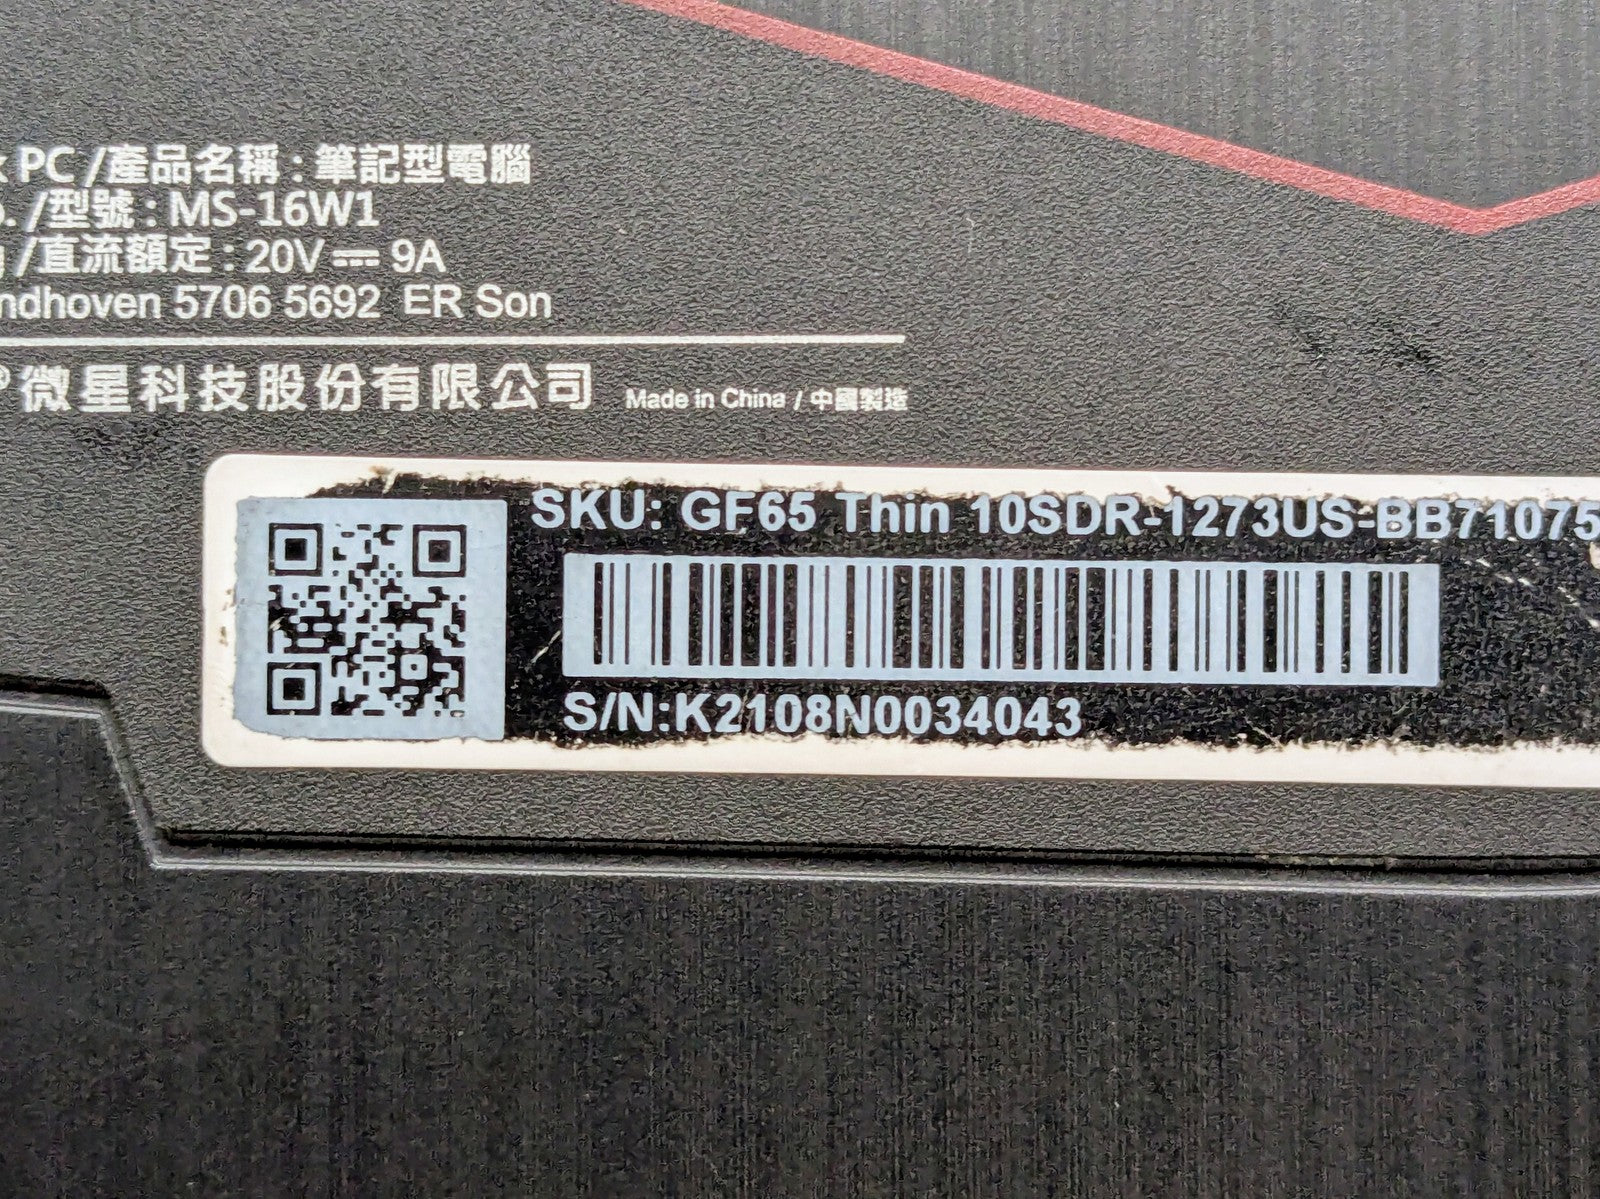 PC /產品名稱 : 筆記型電腦
/型號 : MS-16W1
/直流額定 : 20V ⎓ 9A
ndhoven 5706 5692 ER Son
® 微星科技股份有限公司 Made in China / 中國製造
SKU: GF65 Thin 10SDR-1273US-BB71075
S/N:K2108N0034043